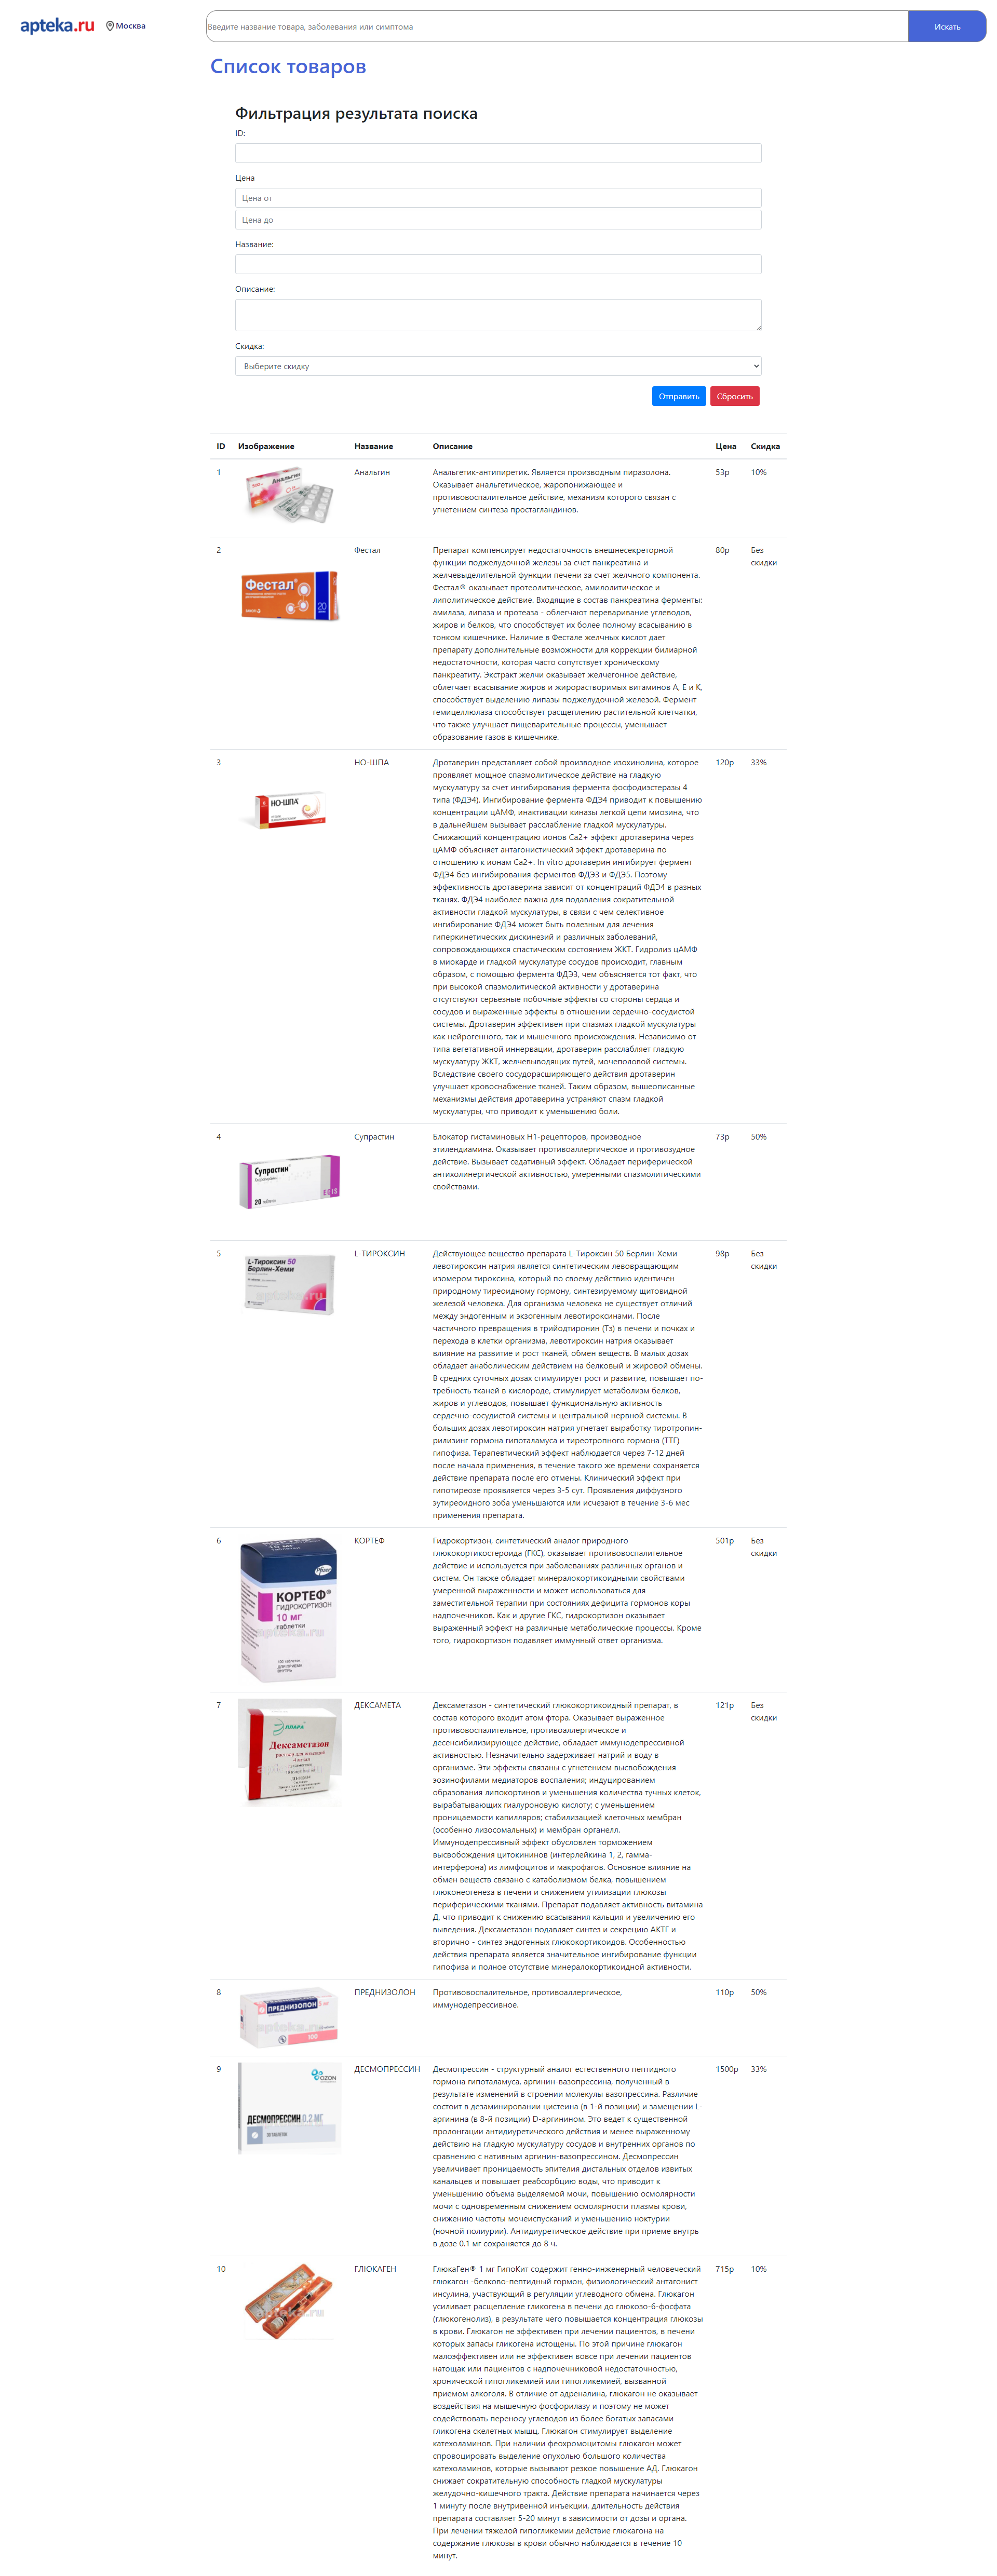 apteka.ru
Москва
Введите название товара, заболевания или симптома
Искать
Список товаров
Фильтрация результата поиска
ID:
Цена
Цена от
Цена до
Название:
Описание:
Скидка:
Выберите скидку
Отправить Сбросить
ID Изображение Название Описание Цена Скидка
1 Анальгин Анальгетик-антипиретик. Является производным пиразолона. 53р 10%
Оказывает анальгетическое, жаропонижающее и
противовоспалительное действие, механизм которого связан с
угнетением синтеза простагландинов.
Анальгин
2 Фестал Препарат компенсирует недостаточность внешнесекреторной 80р Без
функции поджелудочной железы за счет панкреатина и скидки
желчевыделительной функции печени за счет желчного компонента.
Фестал® оказывает протеолитическое, амилолитическое и
липолитическое действие. Входящие в состав панкреатина ферменты:
амилаза, липаза и протеаза - облегчают переваривание углеводов,
жиров и белков, что способствует их более полному всасыванию в
тонком кишечнике. Наличие в Фестале желчных кислот дает
препарату дополнительные возможности для коррекции билиарной
недостаточности, которая часто сопутствует хроническому
панкреатиту. Экстракт желчи оказывает желчегонное действие,
облегчает всасывание жиров и жирорастворимых витаминов А, Е и К,
способствует выделению липазы поджелудочной железой. Фермент
гемицеллюлаза способствует расщеплению растительной клетчатки,
что также улучшает пищеварительные процессы, уменьшает
образование газов в кишечнике.
Фестал®
20
3 НО-ШПА Дротаверин представляет собой производное изохинолина, которое 120р 33%
проявляет мощное спазмолитическое действие на гладкую
мускулатуру за счет ингибирования фермента фосфодиэстеразы 4
типа (ФДЭ4). Ингибирование фермента ФДЭ4 приводит к повышению
концентрации цАМФ, инактивации киназы легкой цепи миозина, что
в дальнейшем вызывает расслабление гладкой мускулатуры.
Снижающий концентрацию ионов Са2+ эффект дротаверина через
цАМФ объясняет антагонистический эффект дротаверина по
отношению к ионам Са2+. In vitro дротаверин ингибирует фермент
ФДЭ4 без ингибирования ферментов ФДЭ3 и ФДЭ5. Поэтому
эффективность дротаверина зависит от концентраций ФДЭ4 в разных
тканях. ФДЭ4 наиболее важна для подавления сократительной
активности гладкой мускулатуры, в связи с чем селективное
ингибирование ФДЭ4 может быть полезным для лечения
гиперкинетических дискинезий и различных заболеваний,
сопровождающихся спастическим состоянием ЖКТ. Гидролиз цАМФ
в миокарде и гладкой мускулатуре сосудов происходит, главным
образом, с помощью фермента ФДЭ3, чем объясняется тот факт, что
при высокой спазмолитической активности у дротаверина
отсутствуют серьезные побочные эффекты со стороны сердца и
сосудов и выраженные эффекты в отношении сердечно-сосудистой
системы. Дротаверин эффективен при спазмах гладкой мускулатуры
как нейрогенного, так и мышечного происхождения. Независимо от
типа вегетативной иннервации, дротаверин расслабляет гладкую
мускулатуру ЖКТ, желчевыводящих путей, мочеполовой системы.
Вследствие своего сосудорасширяющего действия дротаверин
улучшает кровоснабжение тканей. Таким образом, вышеописанные
механизмы действия дротаверина устраняют спазм гладкой
мускулатуры, что приводит к уменьшению боли.
НО-ШПА®
4 Супрастин Блокатор гистаминовых H1-рецепторов, производное 73р 50%
этилендиамина. Оказывает противоаллергическое и противозудное
действие. Вызывает седативный эффект. Обладает периферической
антихолинергической активностью, умеренными спазмолитическими
свойствами.
Супрастин®
20 таблеток
EGIS
5 L-ТИРОКСИН Действующее вещество препарата L-Тироксин 50 Берлин-Хеми 98р Без
левотироксин натрия является синтетическим левовращающим скидки
изомером тироксина, который по своему действию идентичен
природному тиреоидному гормону, синтезируемому щитовидной
железой человека. Для организма человека не существует отличий
между эндогенным и экзогенным левотироксинами. После
частичного превращения в трийодтиронин (Тз) в печени и почках и
перехода в клетки организма, левотироксин натрия оказывает
влияние на развитие и рост тканей, обмен веществ. В малых дозах
обладает анаболическим действием на белковый и жировой обмены.
В средних суточных дозах стимулирует рост и развитие, повышает по-
требность тканей в кислороде, стимулирует метаболизм белков,
жиров и углеводов, повышает функциональную активность
сердечно-сосудистой системы и центральной нервной системы. В
больших дозах левотироксин натрия угнетает выработку тиротропин-
рилизинг гормона гипоталамуса и тиреотропного гормона (ТТГ)
гипофиза. Терапевтический эффект наблюдается через 7-12 дней
после начала применения, в течение такого же времени сохраняется
действие препарата после его отмены. Клинический эффект при
гипотиреозе проявляется через 3-5 сут. Проявления диффузного
эутиреоидного зоба уменьшаются или исчезают в течение 3-6 мес
применения препарата.
L-Тироксин 50
Берлин-Хеми
apteka.ru
6 КОРТЕФ Гидрокортизон, синтетический аналог природного 501р Без
глюкокортикостероида (ГКС), оказывает противовоспалительное скидки
действие и используется при заболеваниях различных органов и
систем. Он также обладает минералокортикоидными свойствами
умеренной выраженности и может использоваться для
заместительной терапии при состояниях дефицита гормонов коры
надпочечников. Как и другие ГКС, гидрокортизон оказывает
выраженный эффект на различные метаболические процессы. Кроме
того, гидрокортизон подавляет иммунный ответ организма.
10 мг
Pfizer
КОРТЕФ®
ГИДРОКОРТИЗОН
10 мг
таблетки
apteka.ru
100 таблеток
ДЛЯ ПРИЕМА
ВНУТРЬ
7 ДЕКСАМЕТА Дексаметазон - синтетический глюкокортикоидный препарат, в 121р Без
состав которого входит атом фтора. Оказывает выраженное скидки
противовоспалительное, противоаллергическое и
десенсибилизирующее действие, обладает иммунодепрессивной
активностью. Незначительно задерживает натрий и воду в
организме. Эти эффекты связаны с угнетением высвобождения
эозинофилами медиаторов воспаления; индуцированием
образования липокортинов и уменьшения количества тучных клеток,
вырабатывающих гиалуроновую кислоту; с уменьшением
проницаемости капилляров; стабилизацией клеточных мембран
(особенно лизосомальных) и мембран органелл.
Иммунодепрессивный эффект обусловлен торможением
высвобождения цитокининов (интерлейкина 1, 2, гамма-
интерферона) из лимфоцитов и макрофагов. Основное влияние на
обмен веществ связано с катаболизмом белка, повышением
глюконеогенеза в печени и снижением утилизации глюкозы
периферическими тканями. Препарат подавляет активность витамина
Д, что приводит к снижению всасывания кальция и увеличению его
выведения. Дексаметазон подавляет синтез и секрецию АКТГ и
вторично - синтез эндогенных глюкокортикоидов. Особенностью
действия препарата является значительное ингибирование функции
гипофиза и полное отсутствие минералокортикоидной активности.
ЭЛЛАРА
Дексаметазон
раствор для инъекций
4 мг/мл
8 ПРЕДНИЗОЛОН Противовоспалительное, противоаллергическое, 110р 50%
иммунодепрессивное.
ПРЕДНИЗОЛОН
apteka.ru
100
9 ДЕСМОПРЕССИН Десмопрессин - структурный аналог естественного пептидного 1500р 33%
гормона гипоталамуса, аргинин-вазопрессина, полученный в
результате изменений в строении молекулы вазопрессина. Различие
состоит в дезаминировании цистеина (в 1-й позиции) и замещении L-
аргинина (в 8-й позиции) D-аргинином. Это ведет к существенной
пролонгации антидиуретического действия и менее выраженному
действию на гладкую мускулатуру сосудов и внутренних органов по
сравнению с нативным аргинин-вазопрессином. Десмопрессин
увеличивает проницаемость эпителия дистальных отделов извитых
канальцев и повышает реабсорбцию воды, что приводит к
уменьшению объема выделяемой мочи, повышению осмолярности
мочи с одновременным снижением осмолярности плазмы крови,
снижению частоты мочеиспусканий и уменьшению ноктурии
(ночной полиурии). Антидиуретическое действие при приеме внутрь
в дозе 0.1 мг сохраняется до 8 ч.
OZON
ДЕСМОПРЕССИН 0.2 МГ
30 ТАБЛЕТОК
10 ГЛЮКАГЕН ГлюкаГен® 1 мг ГипоКит содержит генно-инженерный человеческий 715р 10%
глюкагон -белково-пептидный гормон, физиологический антагонист
инсулина, участвующий в регуляции углеводного обмена. Глюкагон
усиливает расщепление гликогена в печени до глюкозо-6-фосфата
(глюкогенолиз), в результате чего повышается концентрация глюкозы
в крови. Глюкагон не эффективен при лечении пациентов, в печени
которых запасы гликогена истощены. По этой причине глюкагон
малоэффективен или не эффективен вовсе при лечении пациентов
натощак или пациентов с надпочечниковой недостаточностью,
хронической гипогликемией или гипогликемией, вызванной
приемом алкоголя. В отличие от адреналина, глюкагон не оказывает
воздействия на мышечную фосфорилазу и поэтому не может
содействовать переносу углеводов из более богатых запасами
гликогена скелетных мышц. Глюкагон стимулирует выделение
катехоламинов. При наличии феохромоцитомы глюкагон может
спровоцировать выделение опухолью большого количества
катехоламинов, которые вызывают резкое повышение АД. Глюкагон
снижает сократительную способность гладкой мускулатуры
желудочно-кишечного тракта. Действие препарата начинается через
1 минуту после внутривенной инъекции, длительность действия
препарата составляет 5-20 минут в зависимости от дозы и органа.
При лечении тяжелой гипогликемии действие глюкагона на
содержание глюкозы в крови обычно наблюдается в течение 10
минут.
apteka.ru